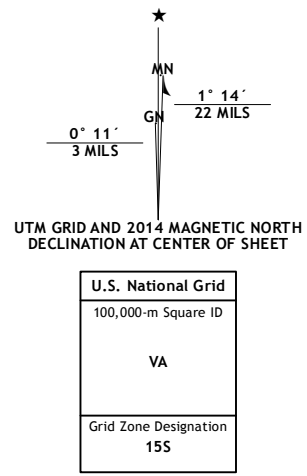 ★
MN
1° 14´
22 MILS
GN
0° 11´
3 MILS
UTM GRID AND 2014 MAGNETIC NORTH
DECLINATION AT CENTER OF SHEET
U.S. National Grid
100,000-m Square ID
VA
Grid Zone Designation
15S